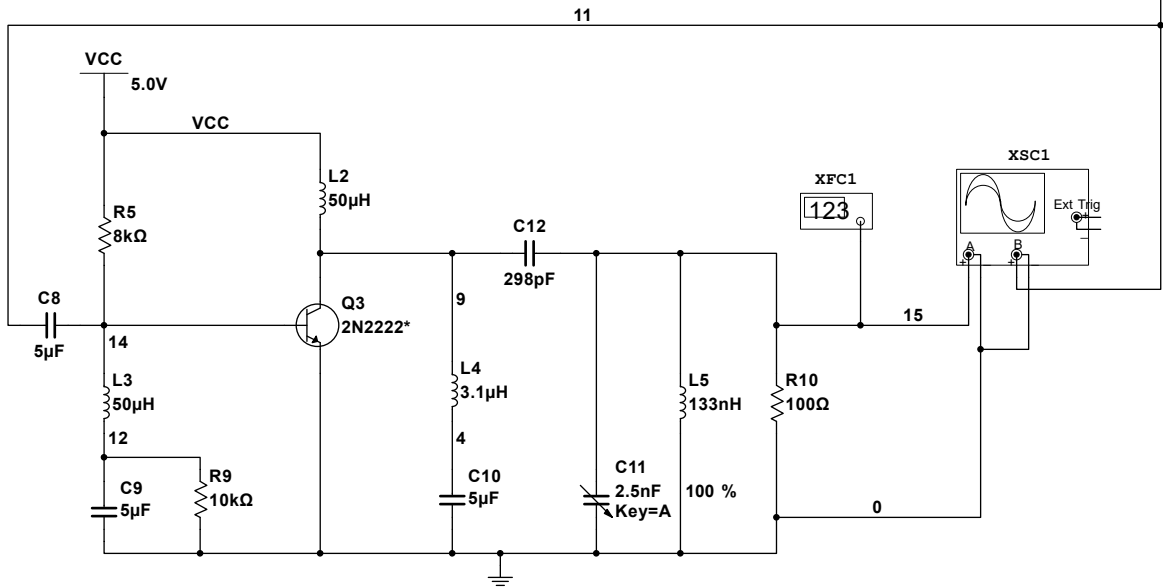 11
VCC
5.0V
VCC
L2
50µH
R5
8kΩ
C12
298pF
XFC1
123
XSC1
Ext Trig
+
_
A
B
+
_
+
_
C8
5µF
14
Q3
2N2222*
9
15
L3
50µH
12
L4
3.1µH
4
L5
133nH
R10
100Ω
C9
5µF
R9
10kΩ
C10
5µF
C11
2.5nF
Key=A
100 %
0